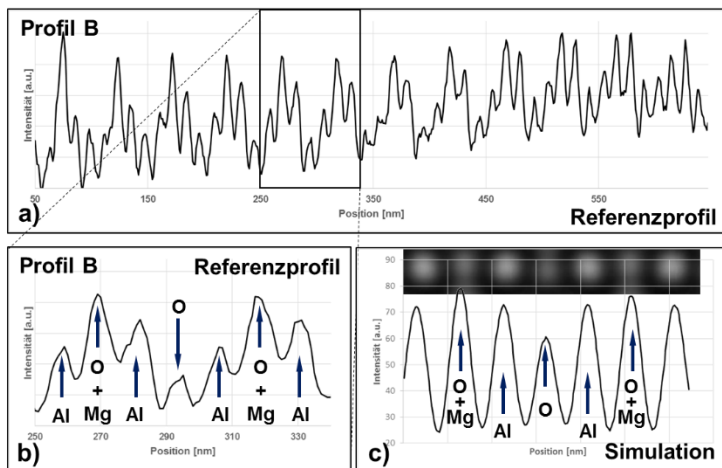 Profil B
Intensität [a.u.]
50
150
250
350
450
550
Position [nm]
a)
Referenzprofil
Profil B
Referenzprofil
O
Intensität [a.u.]
O
+
Al
Mg
Al
O
+
Al
Mg
Al
250
270
290
310
330
b)
Position [nm]
90
80
70
60
50
40
30
20
Intensität [a.u.]
O
+
Mg
Al
O
Al
O
+
Mg
c)
Position [nm]
Simulation